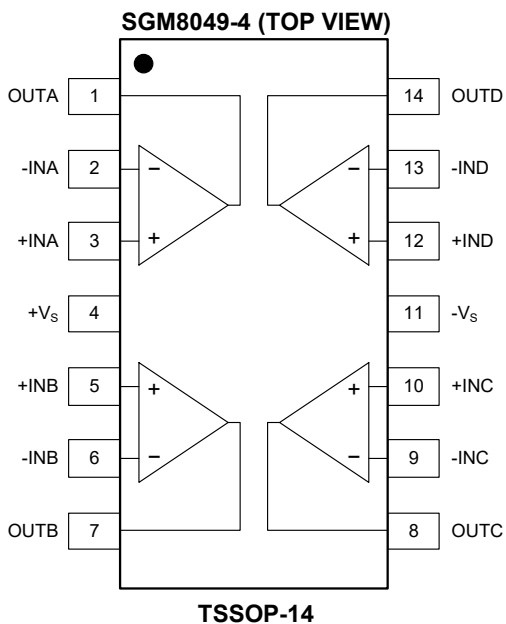 SGM8049-4 (TOP VIEW)
OUTA 1 14 OUTD
-INA 2 − − 13 -IND
+INA 3 + + 12 +IND
+VS 4 11 -VS
+INB 5 + + 10 +INC
-INB 6 − − 9 -INC
OUTB 7 8 OUTC
TSSOP-14